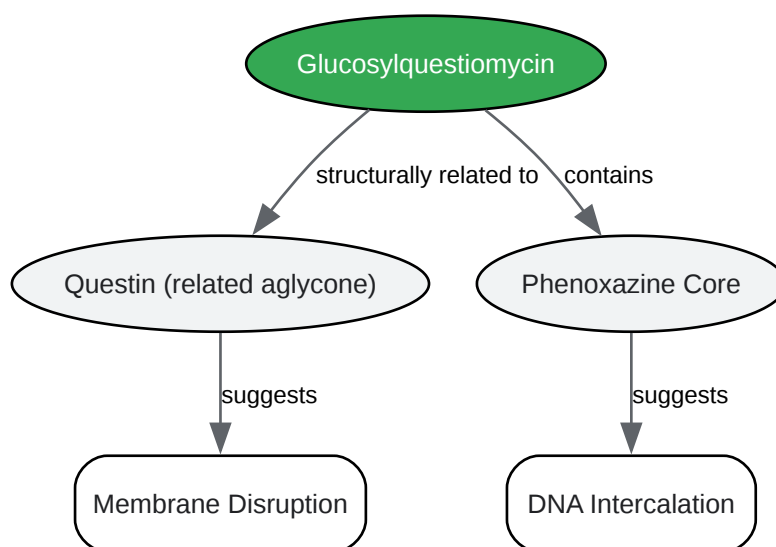 Glucosylquestiomycin
structurally related to
contains
Questin (related aglycone)
Phenoxazine Core
suggests
suggests
Membrane Disruption
DNA Intercalation